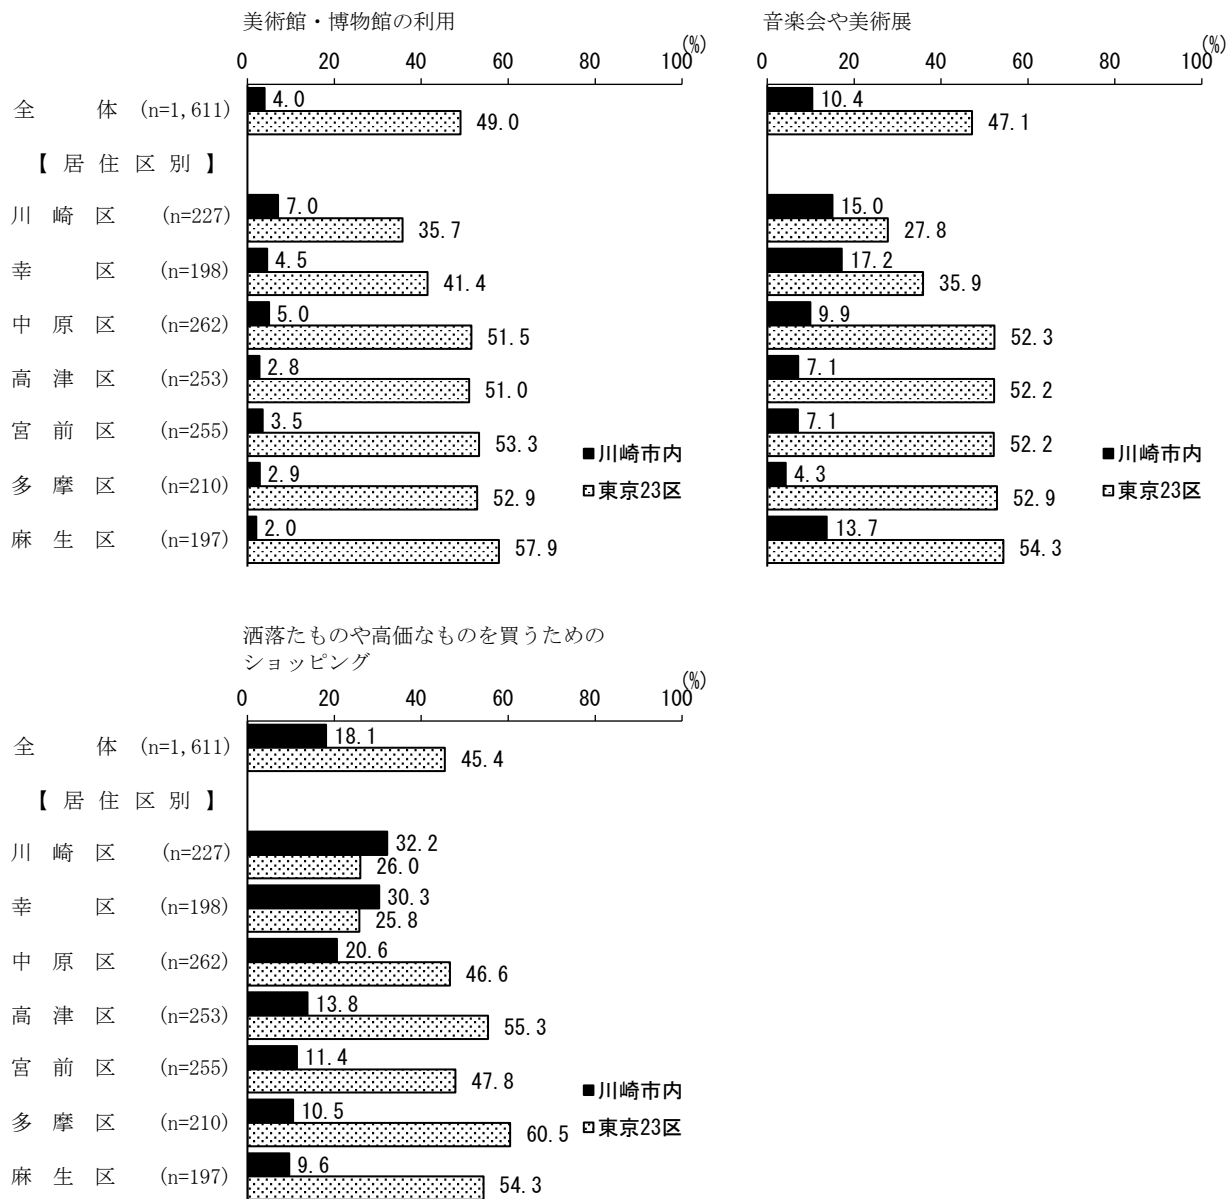 美術館・博物館の利用
(%)
0 20 40 60 80 100
全 体 (n=1,611) 4.0 49.0
【居住区別】
川崎区 (n=227) 7.0 35.7
幸 区 (n=198) 4.5 41.4
中原区 (n=262) 5.0 51.5
高津区 (n=253) 2.8 51.0
宮前区 (n=255) 3.5 53.3
多摩区 (n=210) 2.9 52.9
麻生区 (n=197) 2.0 57.9
川崎市内
東京23区
音楽会や美術展
(%)
0 20 40 60 80 100
10.4
47.1
15.0
27.8
17.2
35.9
9.9
52.3
7.1
52.2
7.1
52.2
4.3
52.9
13.7
54.3
川崎市内
東京23区
洒落たものや高価なものを買うための
ショッピング
(%)
0 20 40 60 80 100
全 体 (n=1,611) 18.1 45.4
【居住区別】
川崎区 (n=227) 32.2 26.0
幸 区 (n=198) 30.3 25.8
中原区 (n=262) 20.6 46.6
高津区 (n=253) 13.8 55.3
宮前区 (n=255) 11.4 47.8
多摩区 (n=210) 10.5 60.5
麻生区 (n=197) 9.6 54.3
川崎市内
東京23区